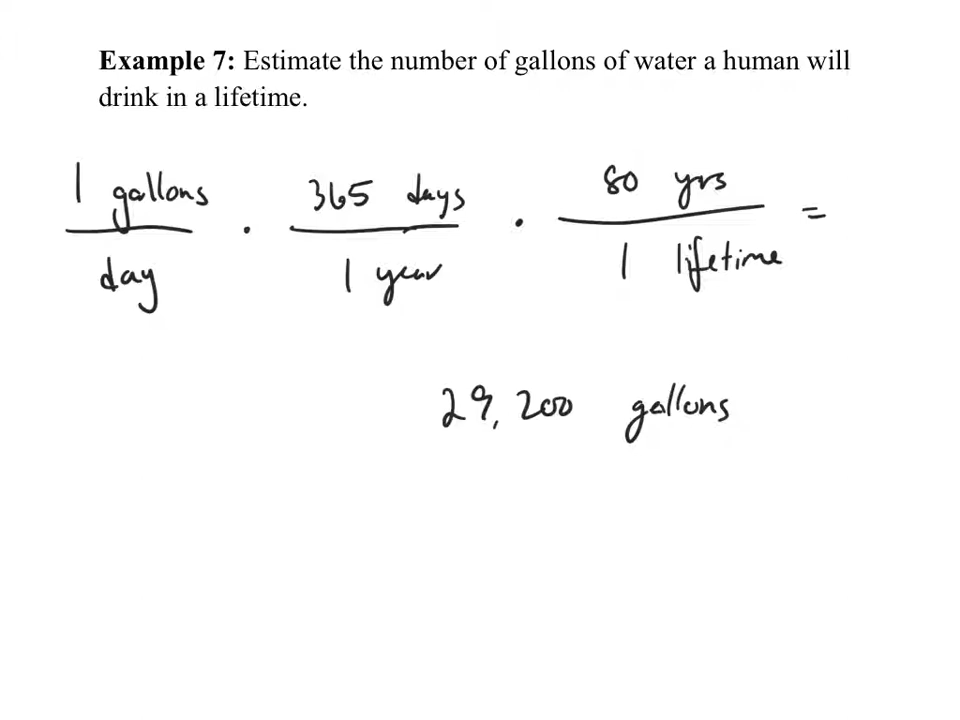 Example 7: Estimate the number of gallons of water a human will
drink in a lifetime.
1 gallons / day · 365 days / 1 year · 80 yrs / 1 lifetime =
29,200 gallons